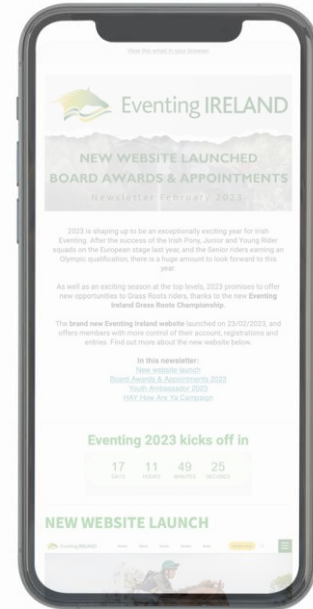 View this email in your browser
Eventing IRELAND
NEW WEBSITE LAUNCHED
BOARD AWARDS & APPOINTMENTS
Newsletter February 2023
2023 is shaping up to be an exceptionally exciting year for Irish
Eventing. After the success of the Irish Pony, Junior and Young Rider
squads on the European stage last year, and the Senior riders earning an
Olympic qualification, there is a huge amount to look forward to this
year.
As well as an exciting season at the top levels, 2023 promises to offer
new opportunities to Grass Roots riders, thanks to the new Eventing
Ireland Grass Roots Championship.
The brand new Eventing Ireland website launched on 23/02/2023, and
offers members with more control of their account, registrations and
entries. Find out more about the new website below.
In this newsletter:
New website launch
Board Awards & Appointments 2023
Youth Ambassador 2023
HAY How Are Ya Campaign
Eventing 2023 kicks off in
17 11 49 25
DAYS HOURS MINUTES SECONDS
NEW WEBSITE LAUNCH
Eventing IRELAND